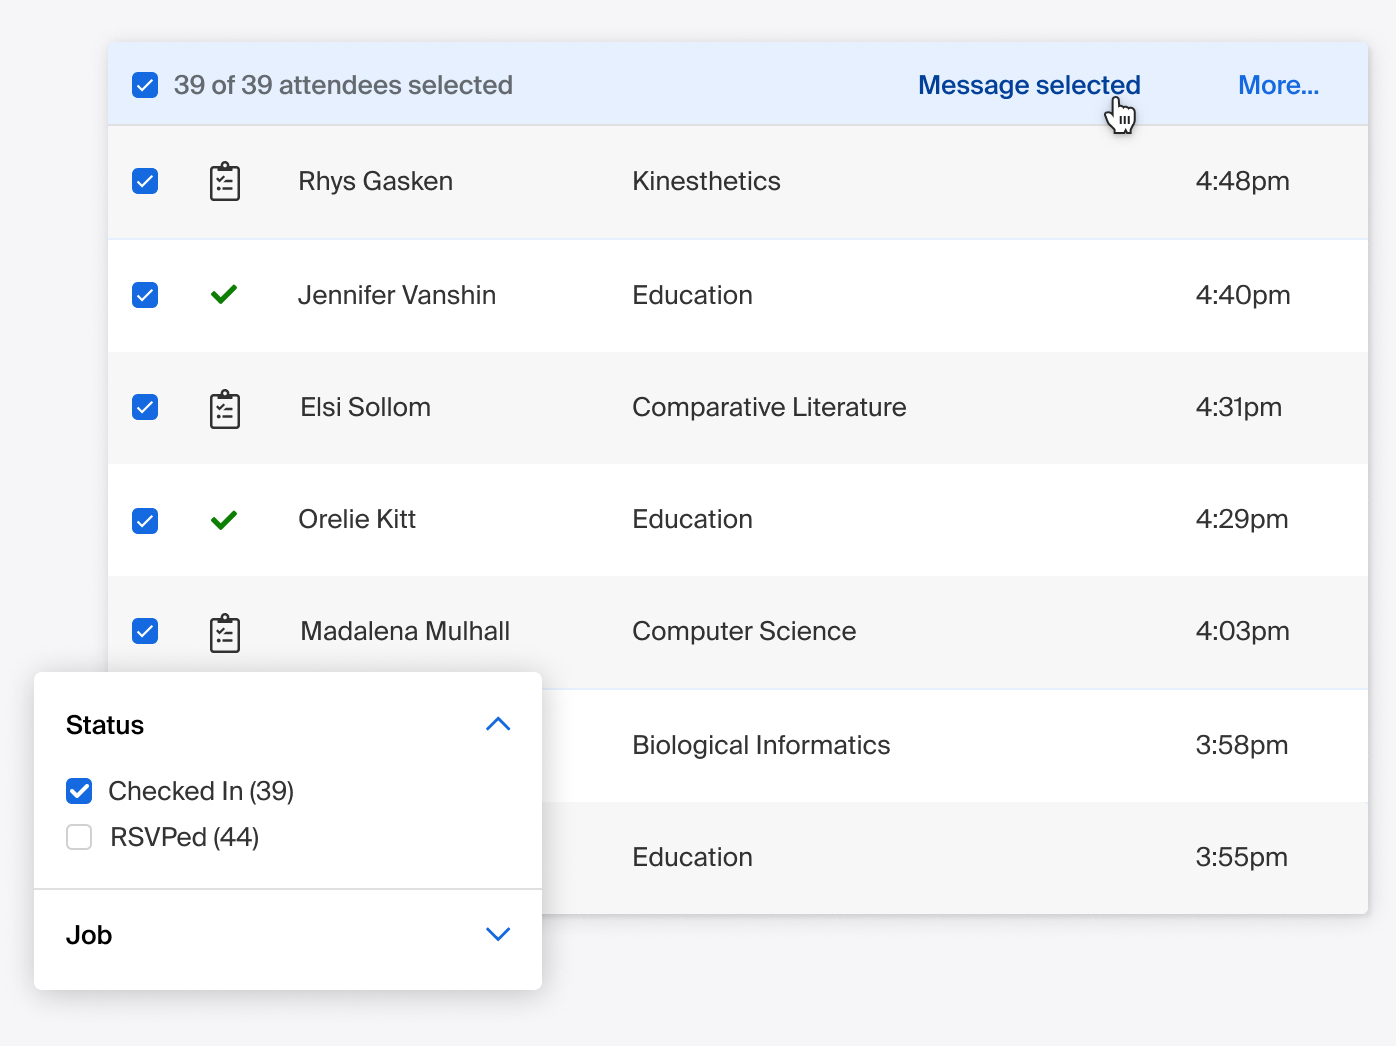 39 of 39 attendees selected Message selected More...
Rhys Gasken Kinesthetics 4:48pm
Jennifer Vanshin Education 4:40pm
Elsi Sollom Comparative Literature 4:31pm
Orelie Kitt Education 4:29pm
Madalena Mulhall Computer Science 4:03pm
Biological Informatics 3:58pm
Education 3:55pm
Status
Checked In (39)
RSVPed (44)
Job